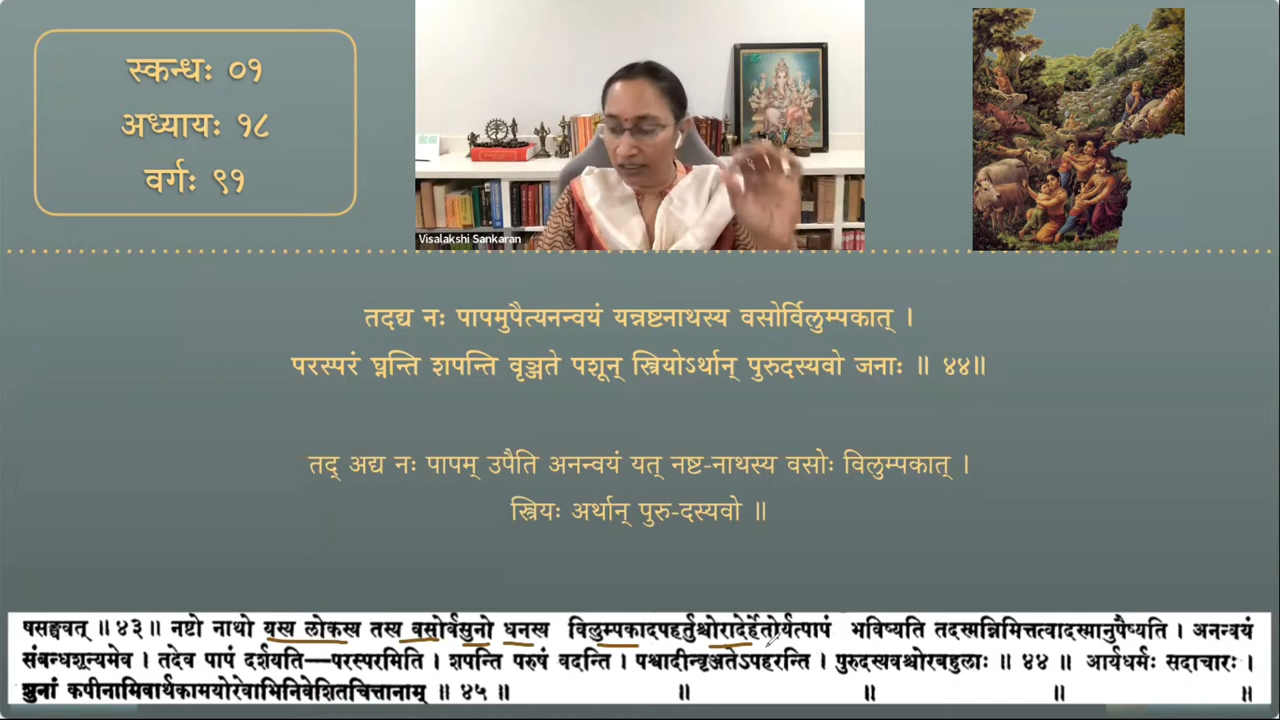 स्कन्धः ०१
अध्यायः १८
वर्गः ९१
Visalakshi Sankaran
तदद्य नः पापमुपैत्यनन्वयं यन्नष्टनाथस्य वसोर्विलुम्पकात् ।
परस्परं घ्नन्ति शपन्ति वृञ्जते पशून् स्त्रियोऽर्थान् पुरुदस्यवो जनाः ॥ ४४॥
तद् अद्य नः पापम् उपैति अनन्वयं यत् नष्ट-नाथस्य वसोः विलुम्पकात् ।
स्त्रियः अर्थान् पुरु-दस्यवो ॥
षसङ्घवत् ॥ ४३ ॥ नष्टो नाथो यस्य लोकस्य तस्य वसोर्वसुनो धनस्य विलुम्पकादपहर्तुश्चोरादेर्हेतोर्यत्पापं भविष्यति तदस्मन्निमित्तत्वादस्मानुपैष्यति । अनन्वयं
संबन्धशून्यमेव । तदेव पापं दर्शयति—परस्परमिति । शपन्ति परुषं वदन्ति । पश्वादीन्वृञ्जतेऽपहरन्ति । पुरुदस्यवश्चोरबहुलाः ॥ ४४ ॥ आर्यधर्मः सदाचारः ।
शुनां कपीनामिवार्थकामयोरेवाभिनिवेशितचित्तानाम् ॥ ४५ ॥ ॥ ॥ ॥ ॥